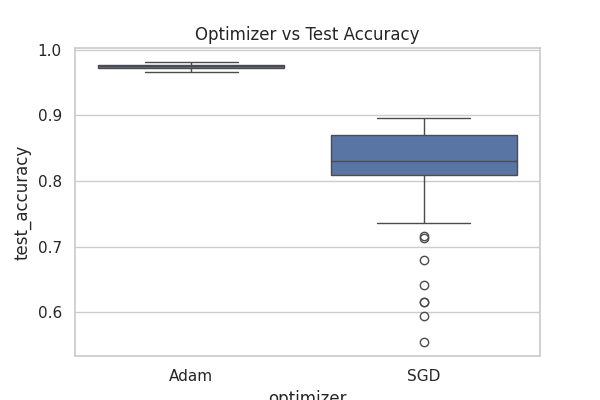 Optimizer vs Test Accuracy
1.0
0.9
0.8
0.7
0.6
test_accuracy
Adam
SGD
optimizer